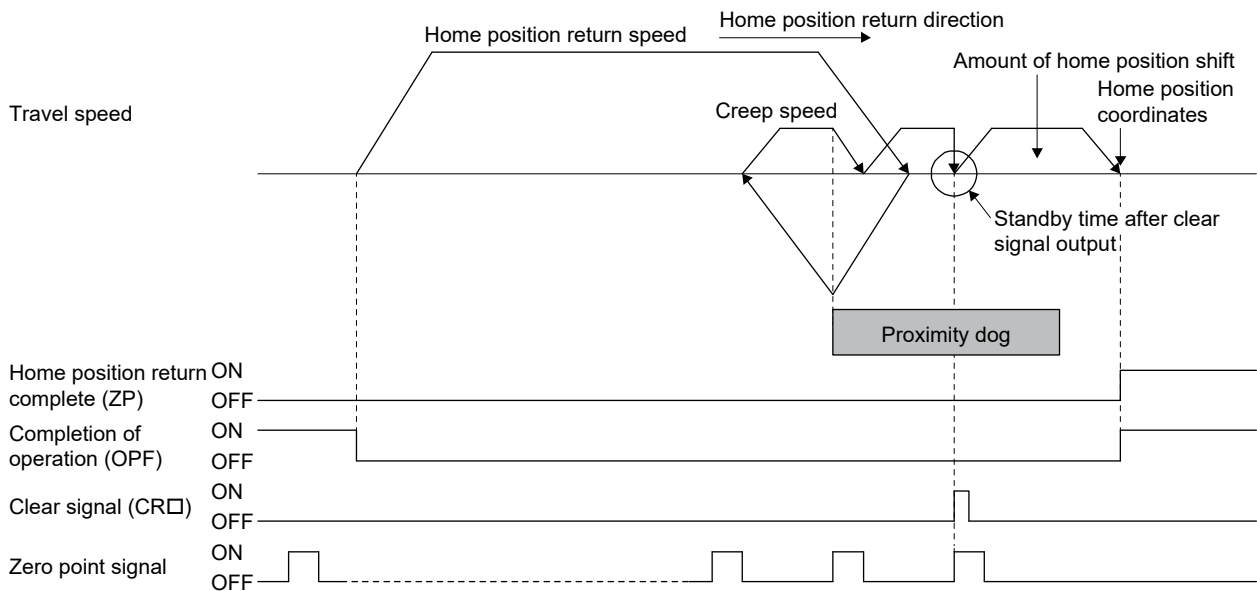 Home position return direction
Home position return speed
Amount of home position shift
Home position
coordinates
Travel speed
Creep speed
Standby time after clear
signal output
Proximity dog
Home position return
complete (ZP)
ON
OFF
Completion of
operation (OPF)
ON
OFF
Clear signal (CR□)
ON
OFF
Zero point signal
ON
OFF